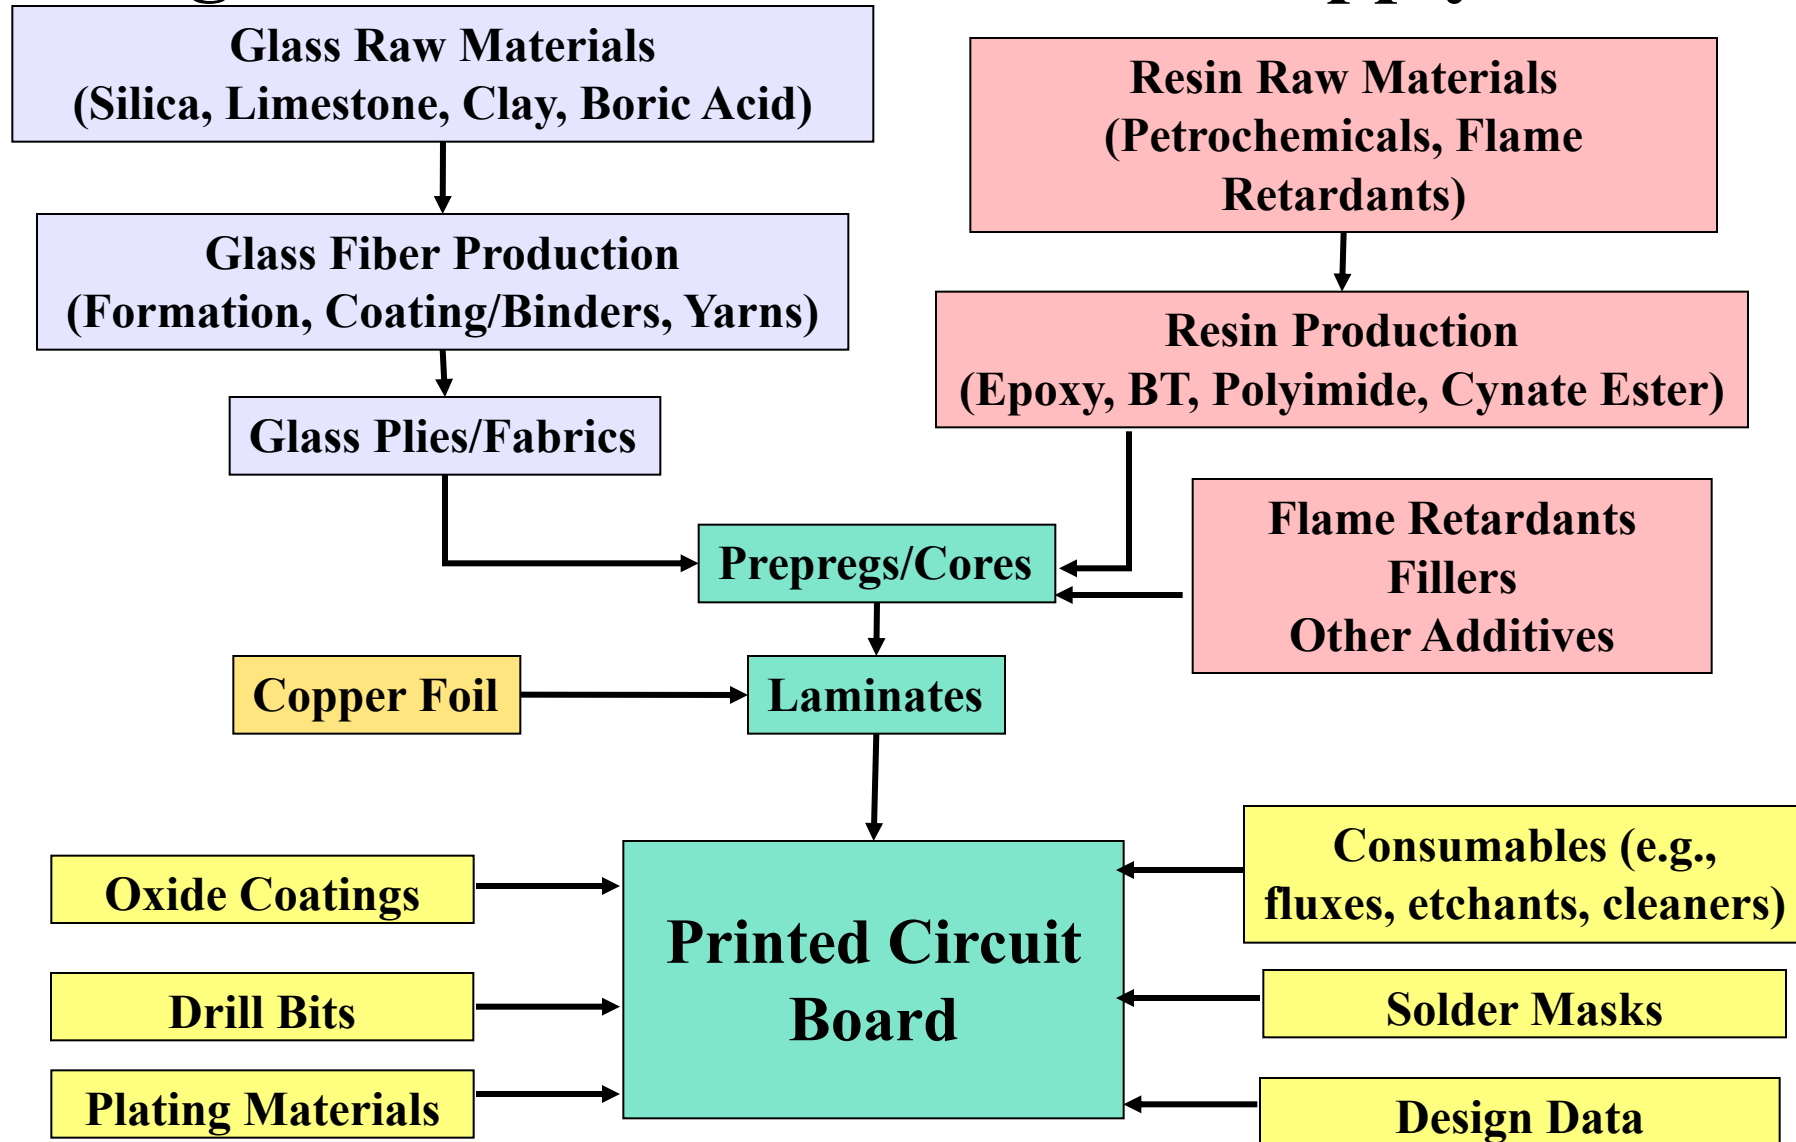 Glass Raw Materials
(Silica, Limestone, Clay, Boric Acid)
Resin Raw Materials
(Petrochemicals, Flame
Retardants)
Glass Fiber Production
(Formation, Coating/Binders, Yarns)
Resin Production
(Epoxy, BT, Polyimide, Cynate Ester)
Glass Plies/Fabrics
Flame Retardants
Fillers
Other Additives
Prepregs/Cores
Copper Foil
Laminates
Consumables (e.g.,
fluxes, etchants, cleaners)
Oxide Coatings
Printed Circuit
Board
Drill Bits
Solder Masks
Plating Materials
Design Data